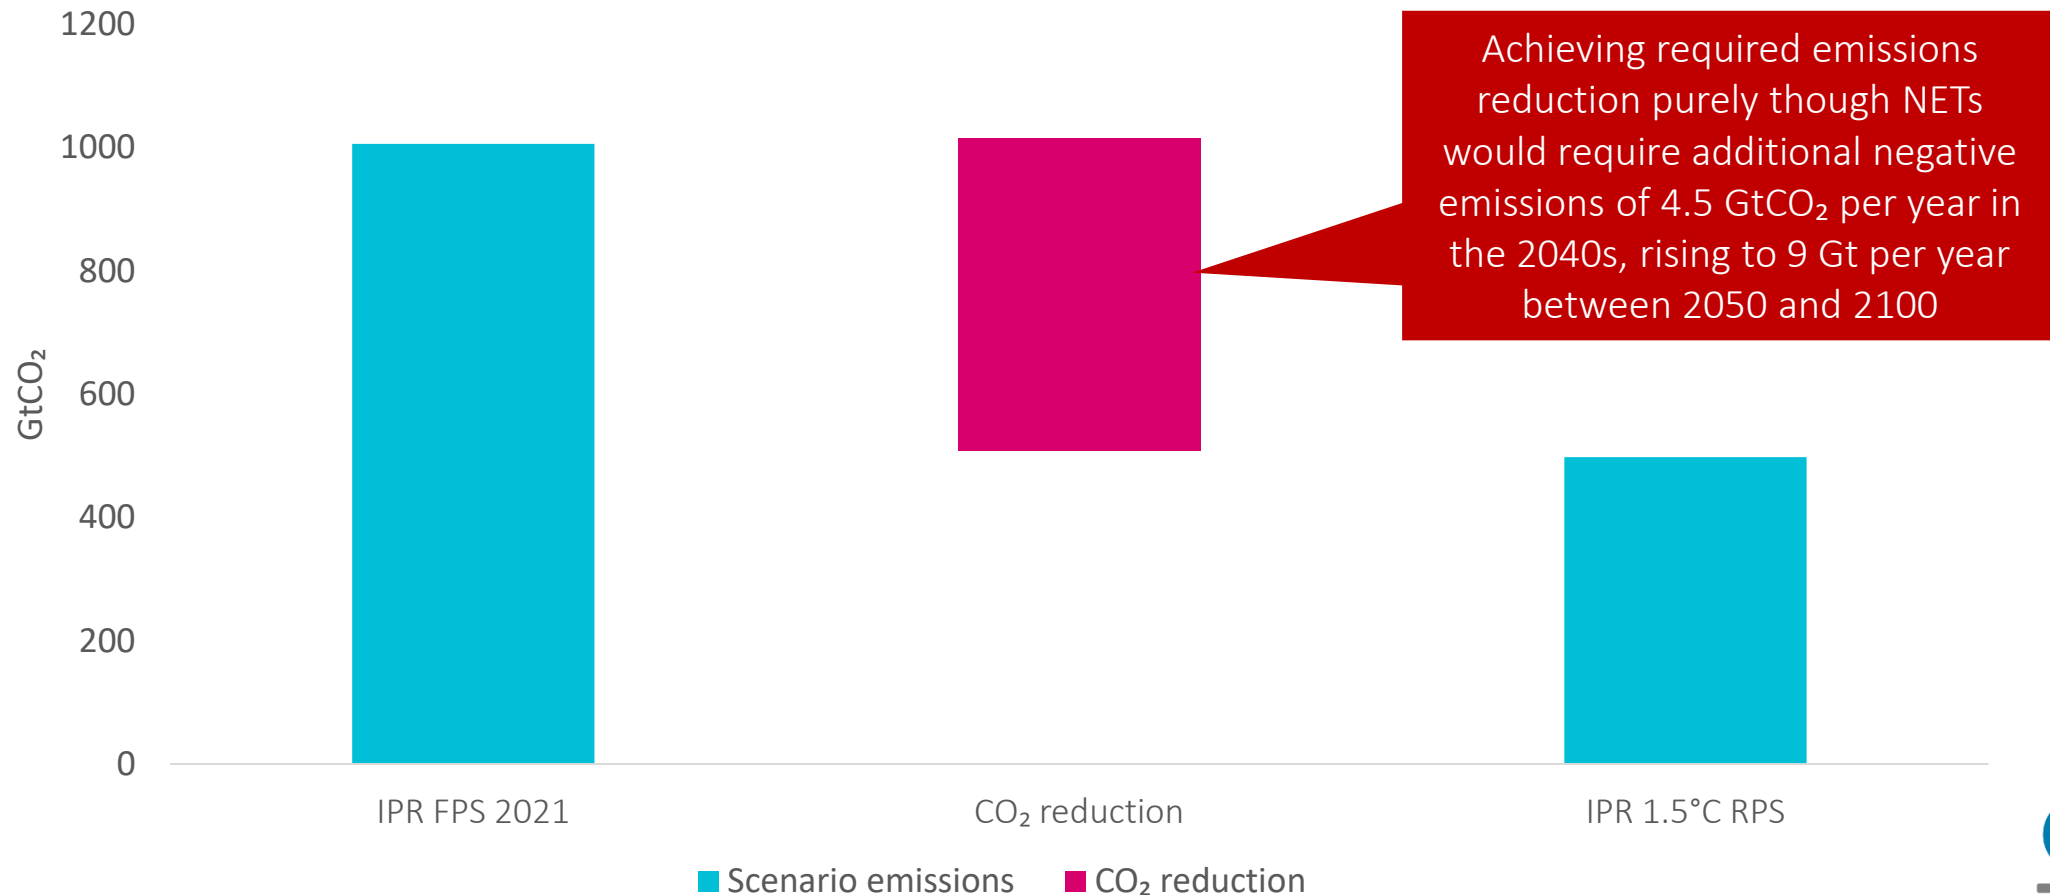 1200
1000
800
600
400
200
0
GtCO₂
Achieving required emissions
reduction purely though NETs
would require additional negative
emissions of 4.5 GtCO₂ per year in
the 2040s, rising to 9 Gt per year
between 2050 and 2100
IPR FPS 2021
CO₂ reduction
IPR 1.5°C RPS
Scenario emissions
CO₂ reduction